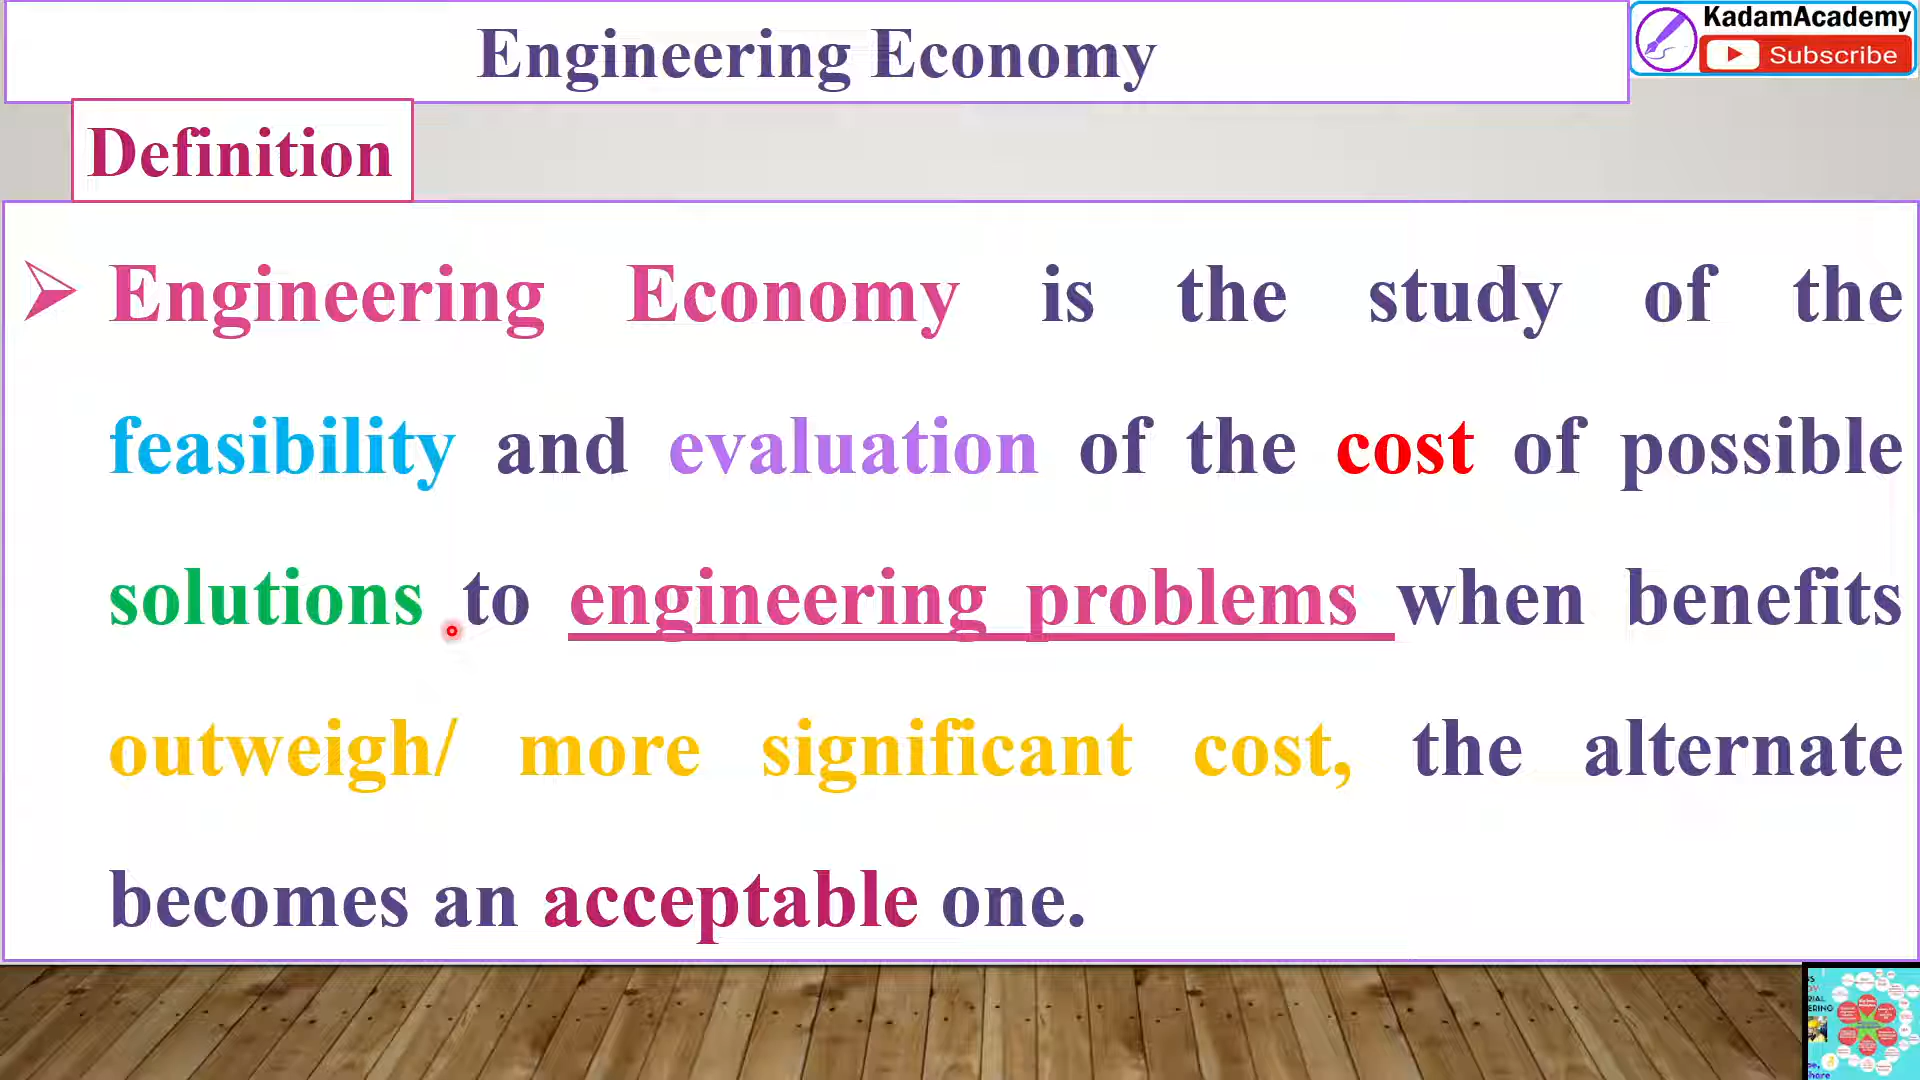 Engineering Economy
KadamAcademy
Subscribe
Definition
Engineering Economy is the study of the
feasibility and evaluation of the cost of possible
solutions to engineering problems when benefits
outweigh/ more significant cost, the alternate
becomes an acceptable one.